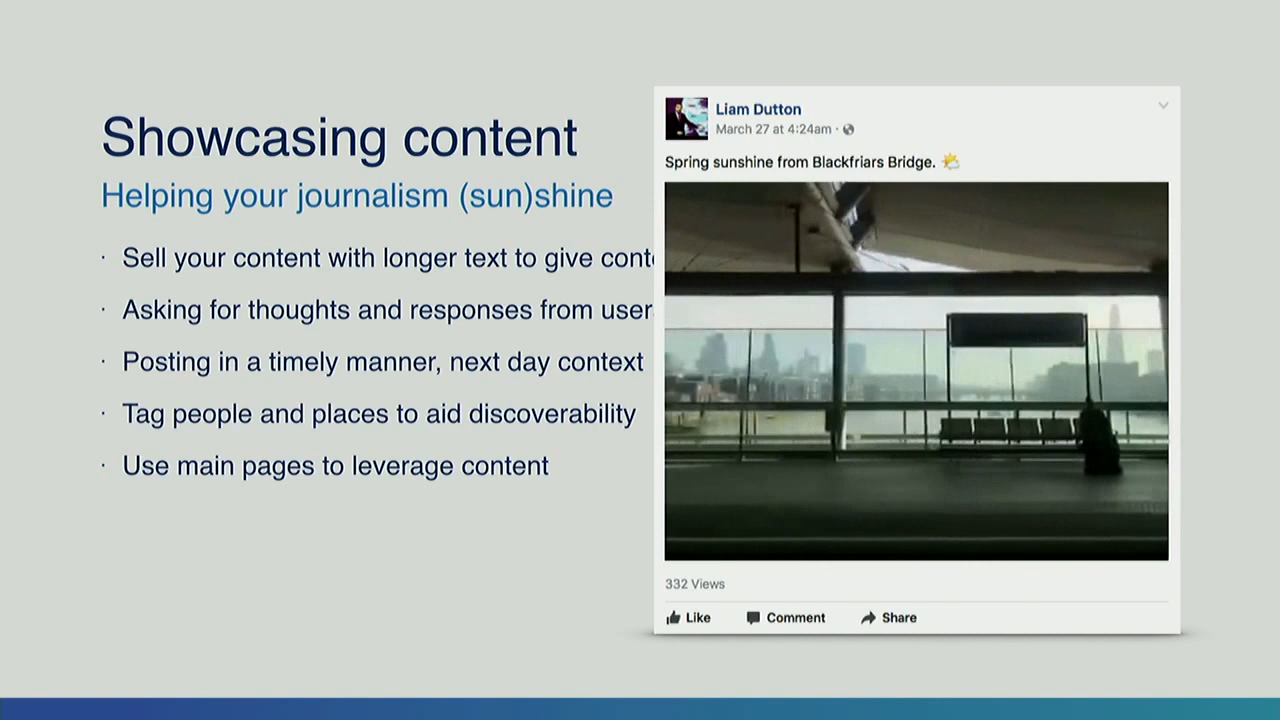 Showcasing content
Helping your journalism (sun)shine
· Sell your content with longer text to give
· Asking for thoughts and responses from user
· Posting in a timely manner, next day context
· Tag people and places to aid discoverability
· Use main pages to leverage content
Liam Dutton
March 27 at 4:24am ·
Spring sunshine from Blackfriars Bridge. 🌤️
332 Views
Like Comment Share